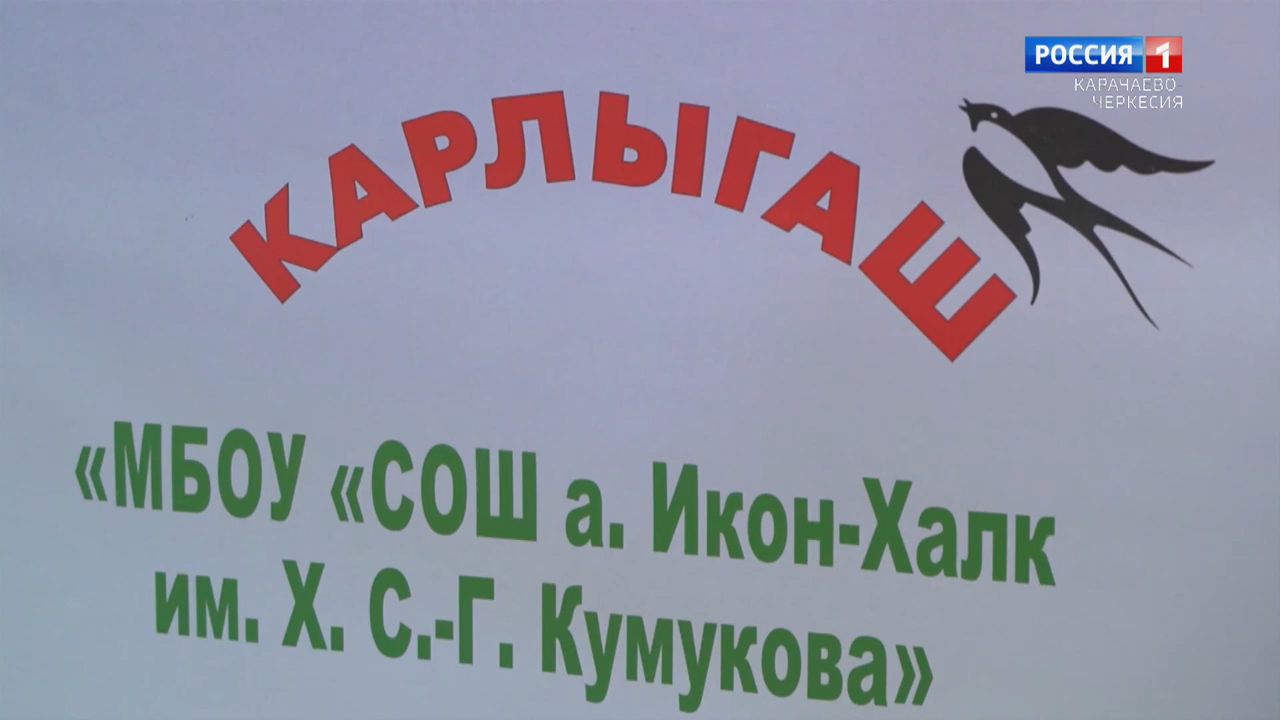 РОССИЯ 1
КАРАЧАЕВО-
ЧЕРКЕСИЯ
КАРЛЫГАШ
«МБОУ «СОШ а. Икон-Халк
им. Х. С.-Г. Кумукова»